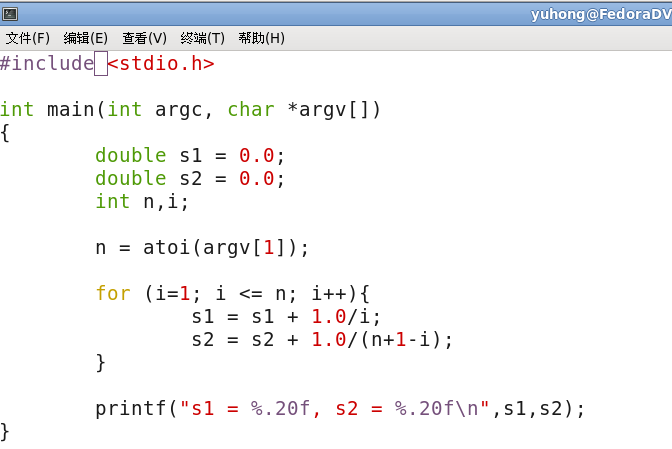 yuhong@FedoraDV
文件(F) 编辑(E) 查看(V) 终端(T) 帮助(H)
#include <stdio.h>
int main(int argc, char *argv[])
{
        double s1 = 0.0;
        double s2 = 0.0;
        int n,i;
        n = atoi(argv[1]);
        for (i=1; i <= n; i++){
                s1 = s1 + 1.0/i;
                s2 = s2 + 1.0/(n+1-i);
        }
        printf("s1 = %.20f, s2 = %.20f\n",s1,s2);
}